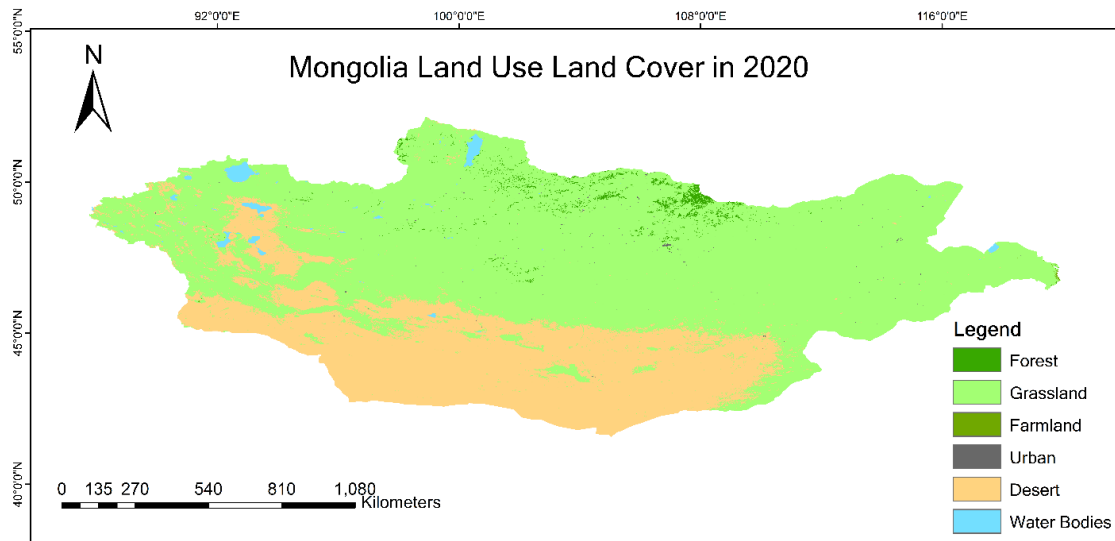 92°0'0"E 100°0'0"E 108°0'0"E 116°0'0"E
55°0'0"N
N
Mongolia Land Use Land Cover in 2020
50°0'0"N
45°0'0"N
40°0'0"N
Legend
Forest
Grassland
Farmland
Urban
Desert
Water Bodies
0 135 270 540 810 1,080
Kilometers